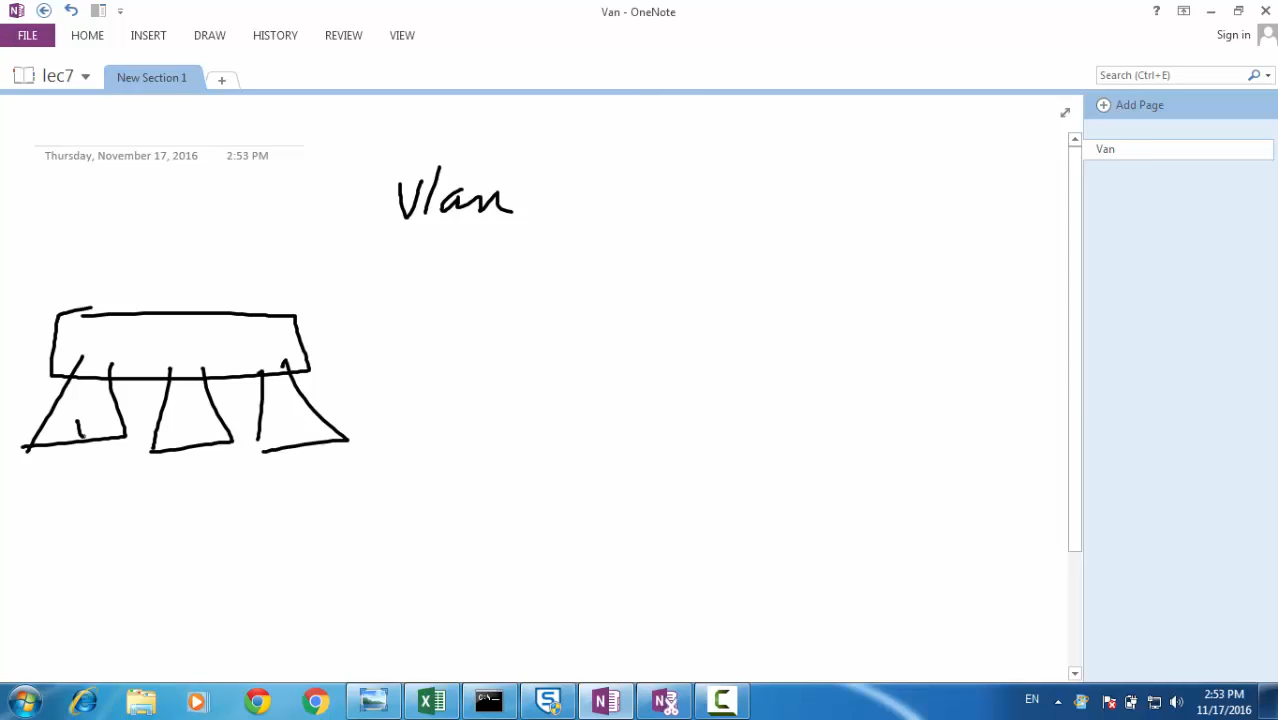 Van - OneNote
?
FILE HOME INSERT DRAW HISTORY REVIEW VIEW
Sign in
lec7
New Section 1
Search (Ctrl+E)
Add Page
Van
Thursday, November 17, 2016 2:53 PM
Vlan
1
C:\
EN
2:53 PM
11/17/2016